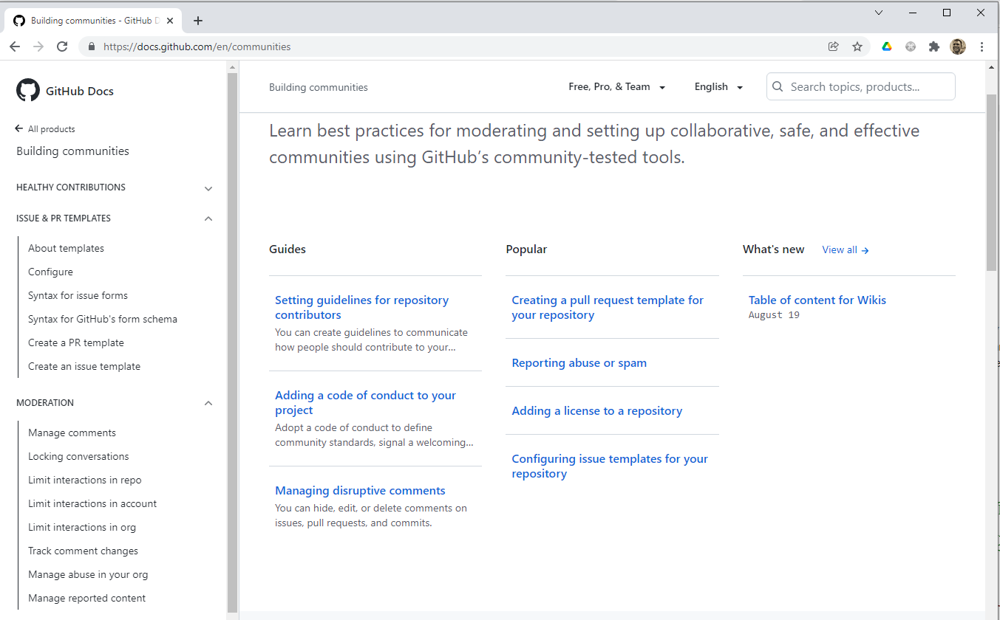 Building communities - GitHub D
https://docs.github.com/en/communities
GitHub Docs
All products
Building communities
HEALTHY CONTRIBUTIONS
ISSUE & PR TEMPLATES
About templates
Configure
Syntax for issue forms
Syntax for GitHub's form schema
Create a PR template
Create an issue template
MODERATION
Manage comments
Locking conversations
Limit interactions in repo
Limit interactions in account
Limit interactions in org
Track comment changes
Manage abuse in your org
Manage reported content
Building communities
Free, Pro, & Team
English
Search topics, products...
Learn best practices for moderating and setting up collaborative, safe, and effective
communities using GitHub’s community-tested tools.
Guides
Setting guidelines for repository
contributors
You can create guidelines to communicate
how people should contribute to your...
Adding a code of conduct to your
project
Adopt a code of conduct to define
community standards, signal a welcoming...
Managing disruptive comments
You can hide, edit, or delete comments on
issues, pull requests, and commits.
Popular
Creating a pull request template for
your repository
Reporting abuse or spam
Adding a license to a repository
Configuring issue templates for your
repository
What's new
View all →
Table of content for Wikis
August 19